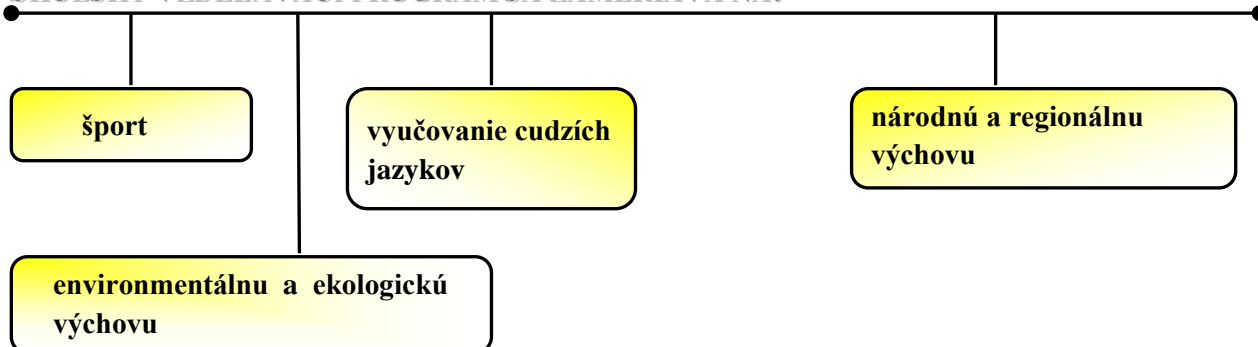 šport
vyučovanie cudzích
jazykov
národnú a regionálnu
výchovu
environmentálnu a ekologickú
výchovu